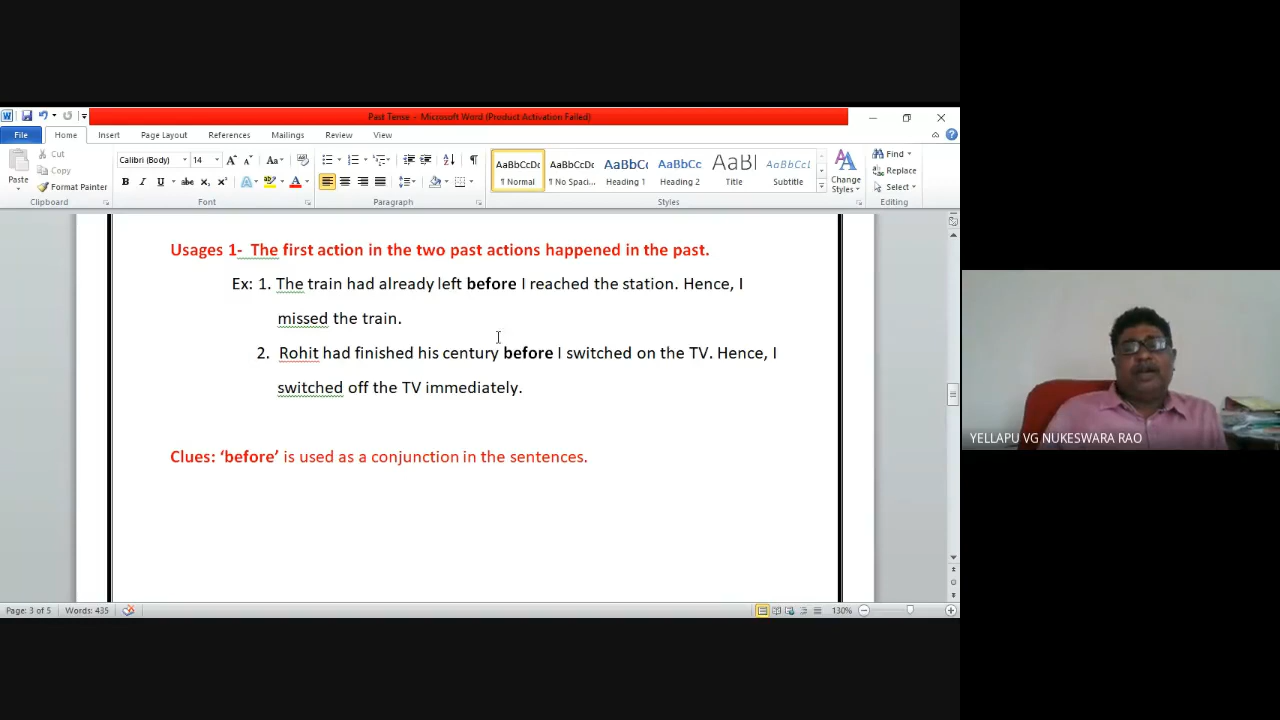 Past Tense - Microsoft Word (Product Activation Failed)
File Home Insert Page Layout References Mailings Review View
Cut
Copy
Format Painter
Paste
Clipboard
Calibri (Body) 14
Font
Paragraph
AaBbCcDc AaBbCcDc AaBbCc AaBbCc AaBl AaBbCcl
¶ Normal ¶ No Spaci... Heading 1 Heading 2 Title Subtitle
Styles
Change
Styles
Find
Replace
Select
Editing
Usages 1- The first action in the two past actions happened in the past.
Ex: 1. The train had already left before I reached the station. Hence, I
missed the train.
2. Rohit had finished his century before I switched on the TV. Hence, I
switched off the TV immediately.
Clues: ‘before’ is used as a conjunction in the sentences.
Page: 3 of 5 Words: 435 130%
YELLAPU VG NUKESWARA RAO